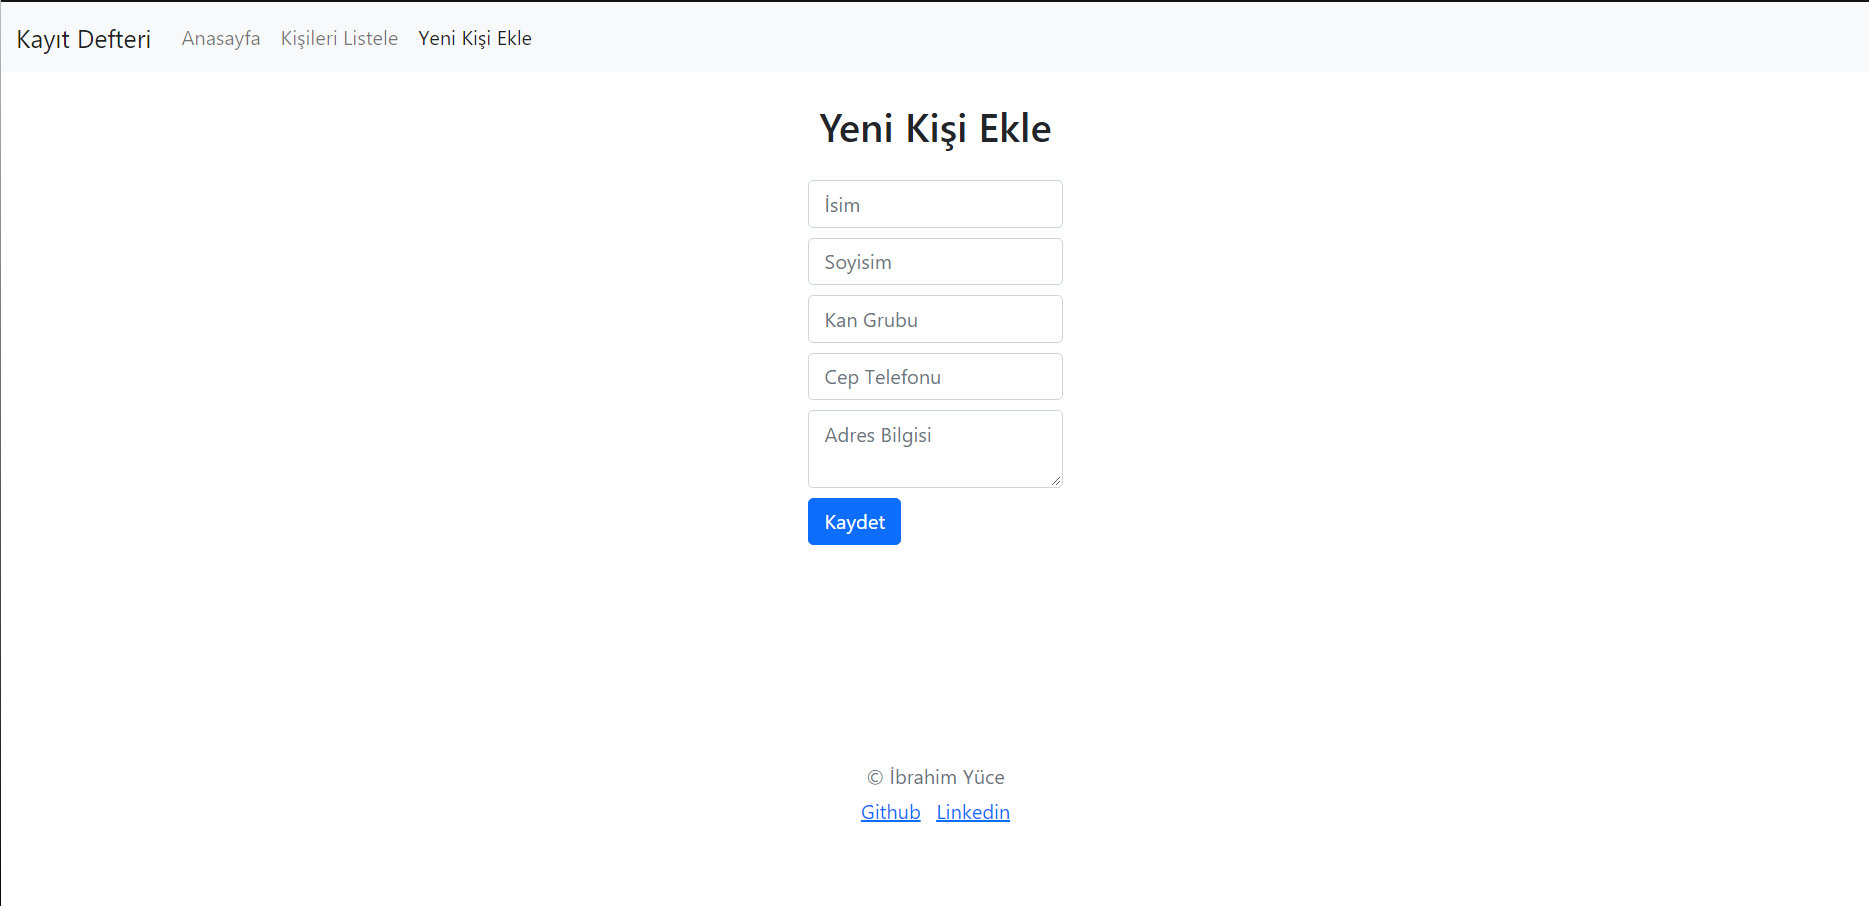 Kayıt Defteri Anasayfa Kişileri Listele Yeni Kişi Ekle
Yeni Kişi Ekle
İsim
Soyisim
Kan Grubu
Cep Telefonu
Adres Bilgisi
Kaydet
© İbrahim Yüce
Github Linkedin